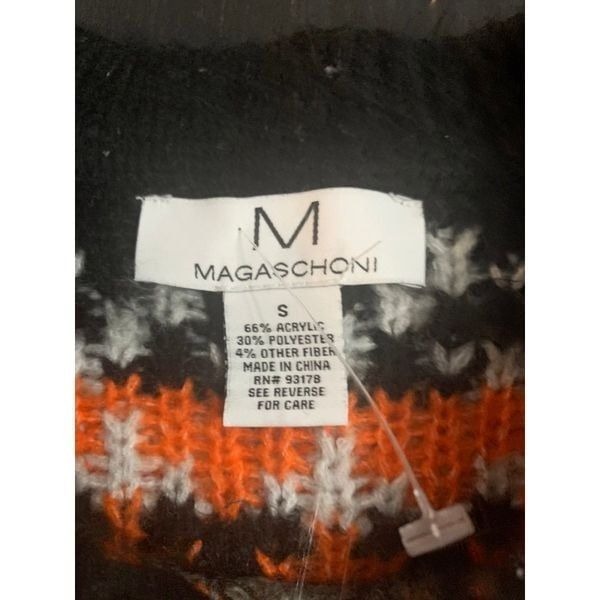 M
MAGASCHONI
S
66% ACRYLIC
30% POLYESTER
4% OTHER FIBER
MADE IN CHINA
RN# 93178
SEE REVERSE
FOR CARE